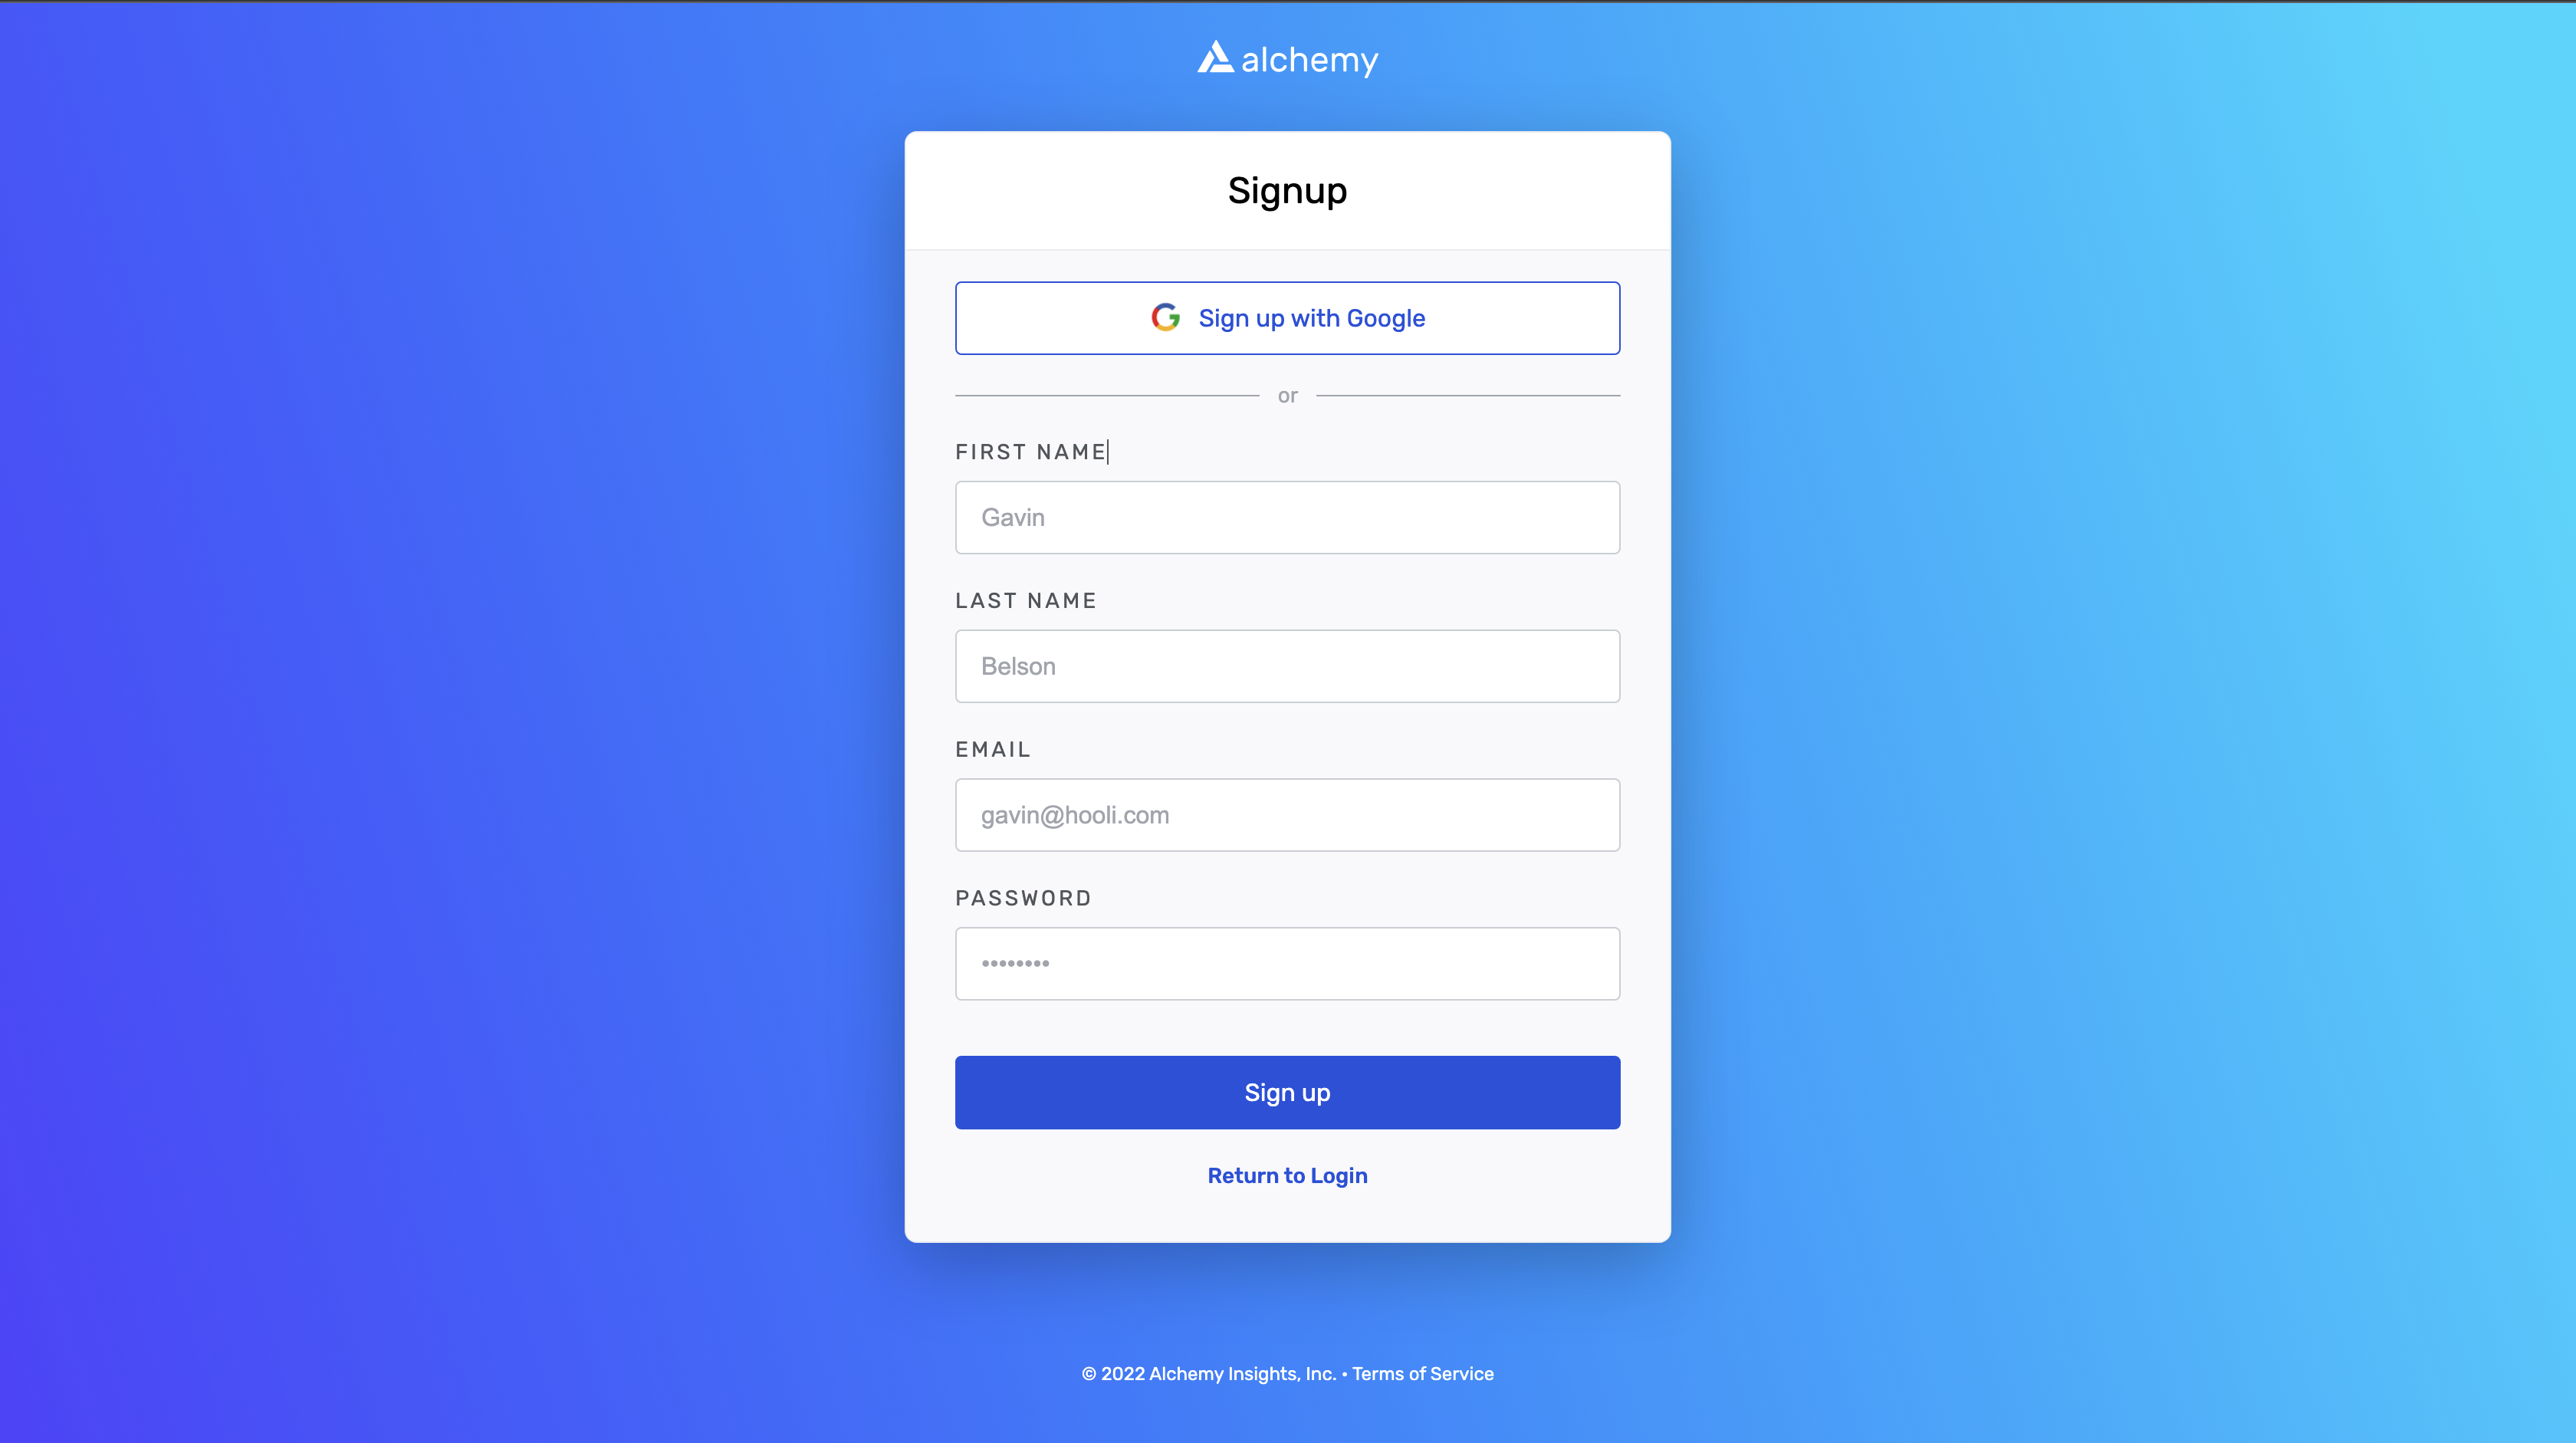 alchemy
Signup
Sign up with Google
or
FIRST NAME
Gavin
LAST NAME
Belson
EMAIL
gavin@hooli.com
PASSWORD
••••••••
Sign up
Return to Login
© 2022 Alchemy Insights, Inc. • Terms of Service